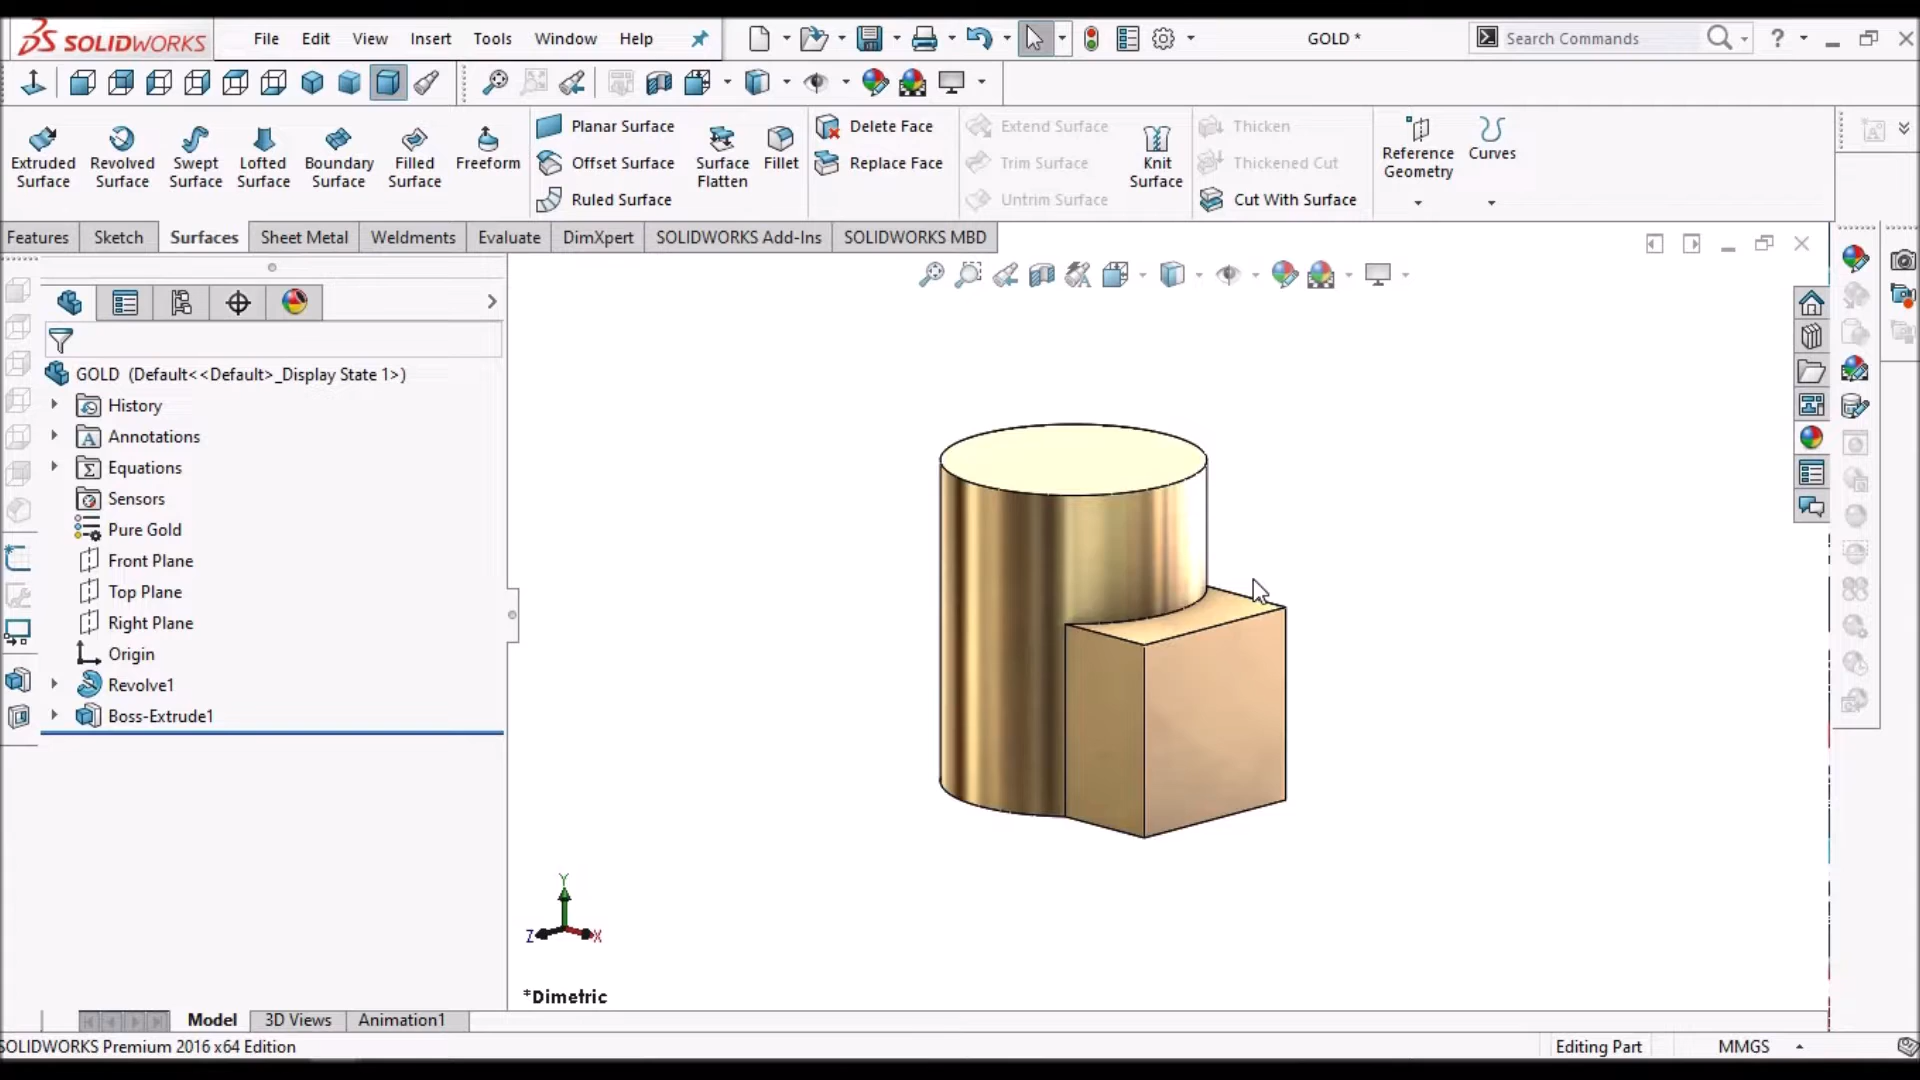 SOLIDWORKS
File Edit View Insert Tools Window Help
GOLD *
Search Commands
Extruded Surface
Revolved Surface
Swept Surface
Lofted Surface
Boundary Surface
Filled Surface
Freeform
Planar Surface
Offset Surface
Ruled Surface
Surface Flatten
Fillet
Delete Face
Replace Face
Extend Surface
Trim Surface
Untrim Surface
Knit Surface
Thicken
Thickened Cut
Cut With Surface
Reference Geometry
Curves
Features Sketch Surfaces Sheet Metal Weldments Evaluate DimXpert SOLIDWORKS Add-Ins SOLIDWORKS MBD
GOLD (Default<<Default>_Display State 1>)
History
Annotations
Equations
Sensors
Pure Gold
Front Plane
Top Plane
Right Plane
Origin
Revolve1
Boss-Extrude1
Y
Z
X
*Dimetric
Model 3D Views Animation1
SOLIDWORKS Premium 2016 x64 Edition
Editing Part
MMGS